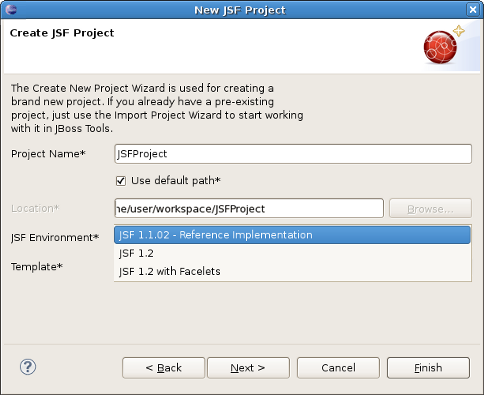 New JSF Project
Create JSF Project
The Create New Project Wizard is used for creating a
brand new project. If you already have a pre-existing
project, just use the Import Project Wizard to start working
with it in JBoss Tools.
Project Name* JSFProject
Use default path*
Location* ne/user/workspace/JSFProject Browse...
JSF Environment* JSF 1.1.02 - Reference Implementation
JSF 1.2
Template* JSF 1.2 with Facelets
? < Back Next > Cancel Finish